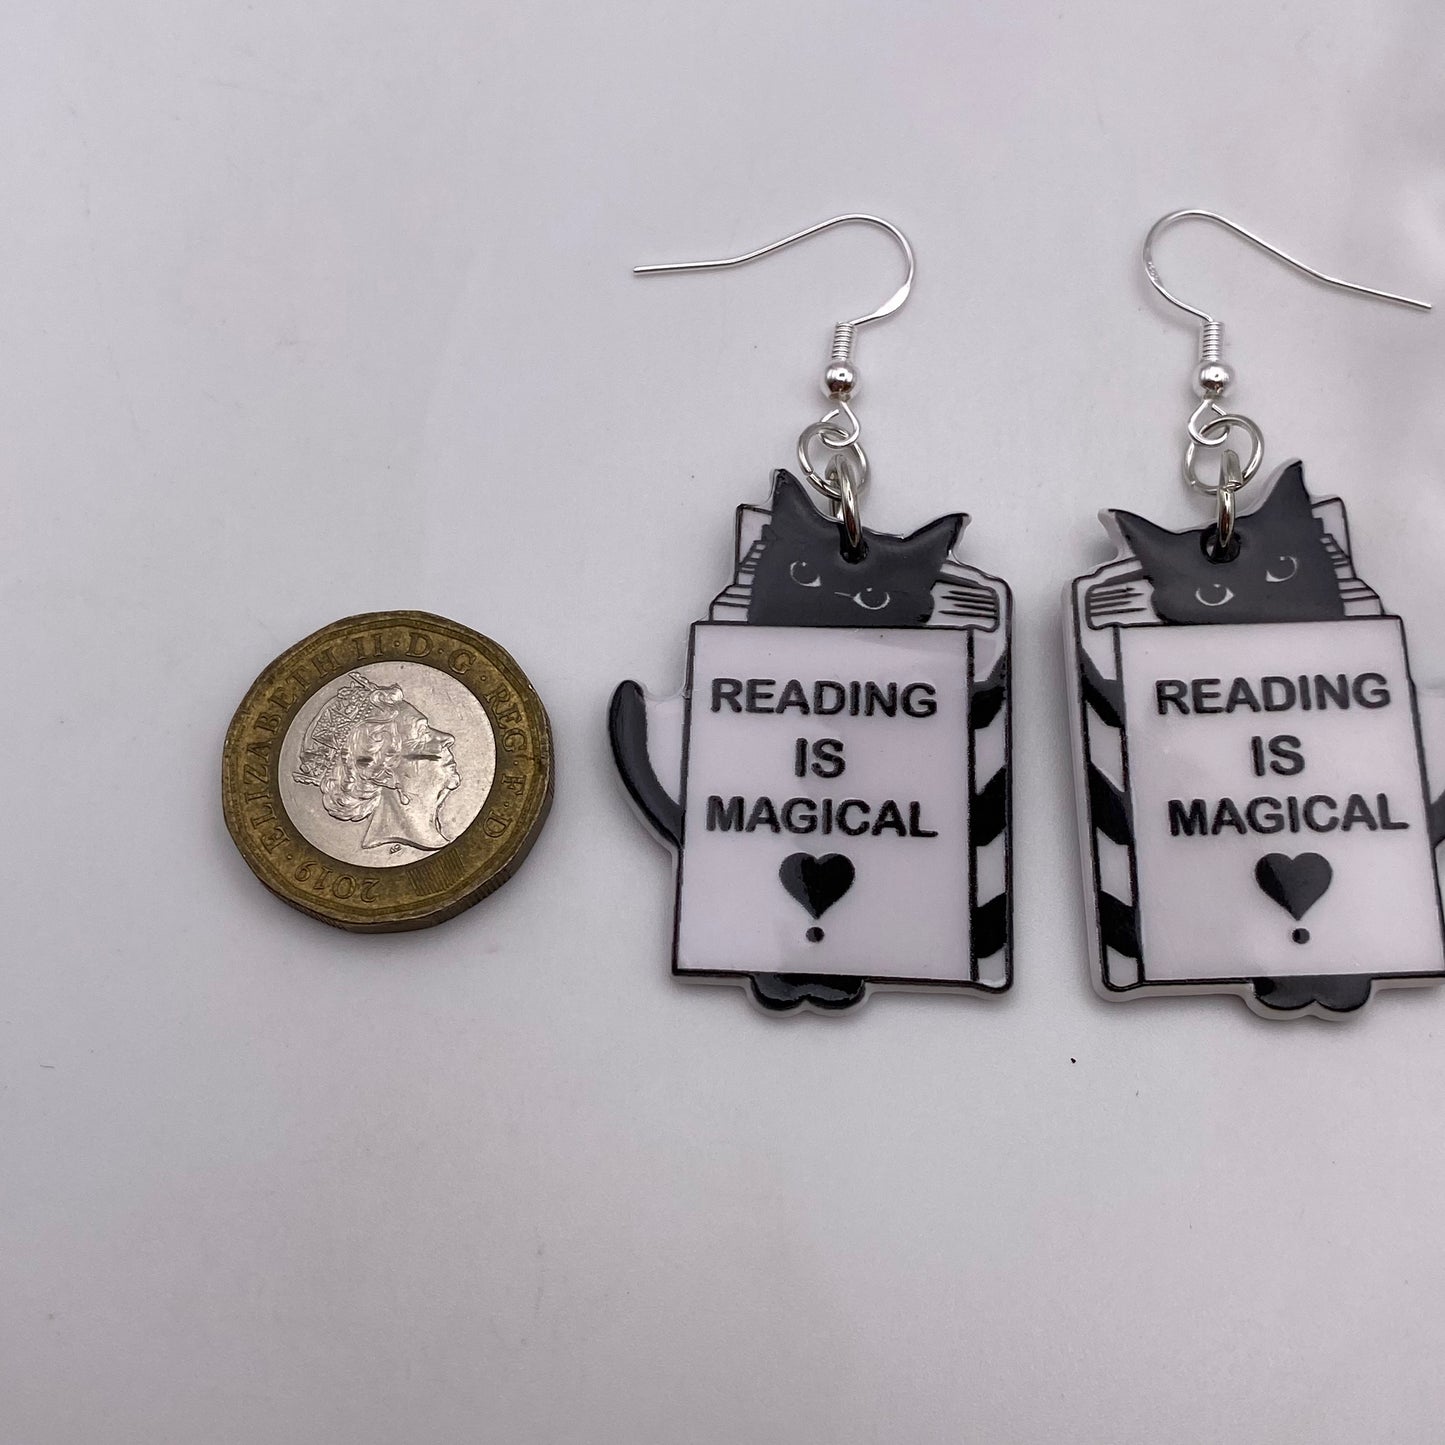 ELIZABETH II·D·G·REG·F·D·
2019
READING
IS
MAGICAL
READING
IS
MAGICAL